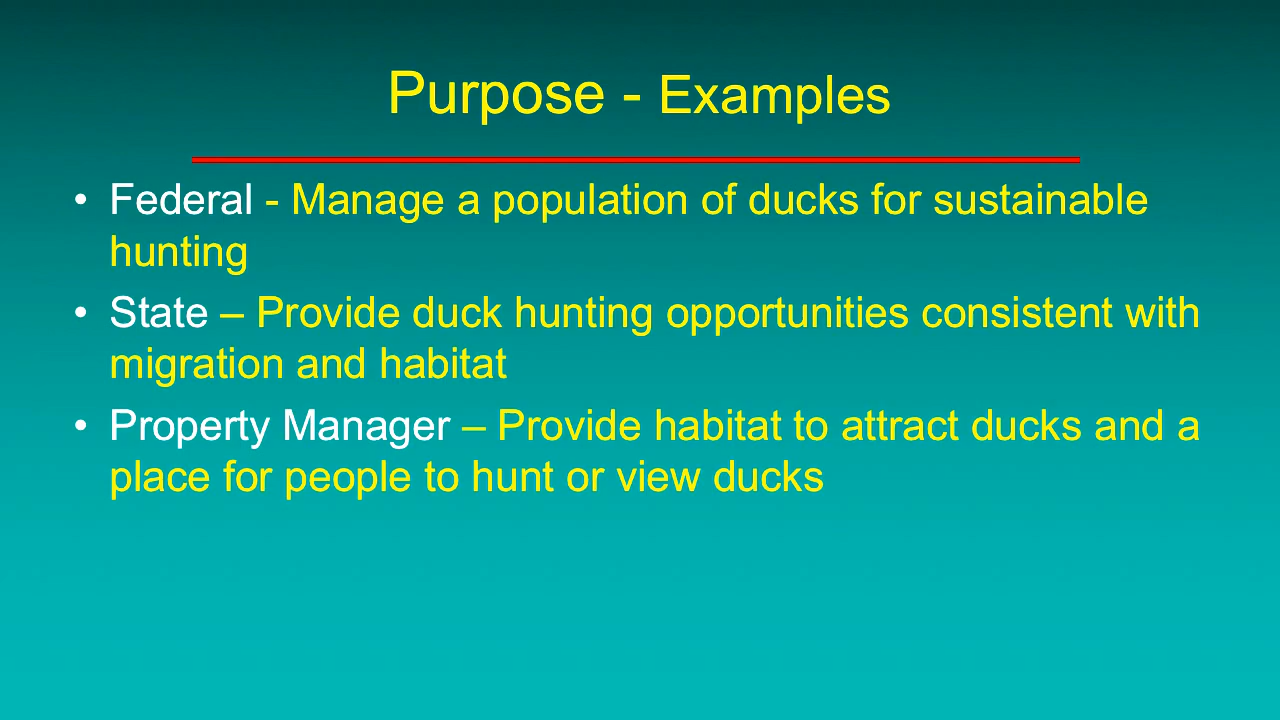 Purpose - Examples
• Federal - Manage a population of ducks for sustainable
hunting
• State – Provide duck hunting opportunities consistent with
migration and habitat
• Property Manager – Provide habitat to attract ducks and a
place for people to hunt or view ducks